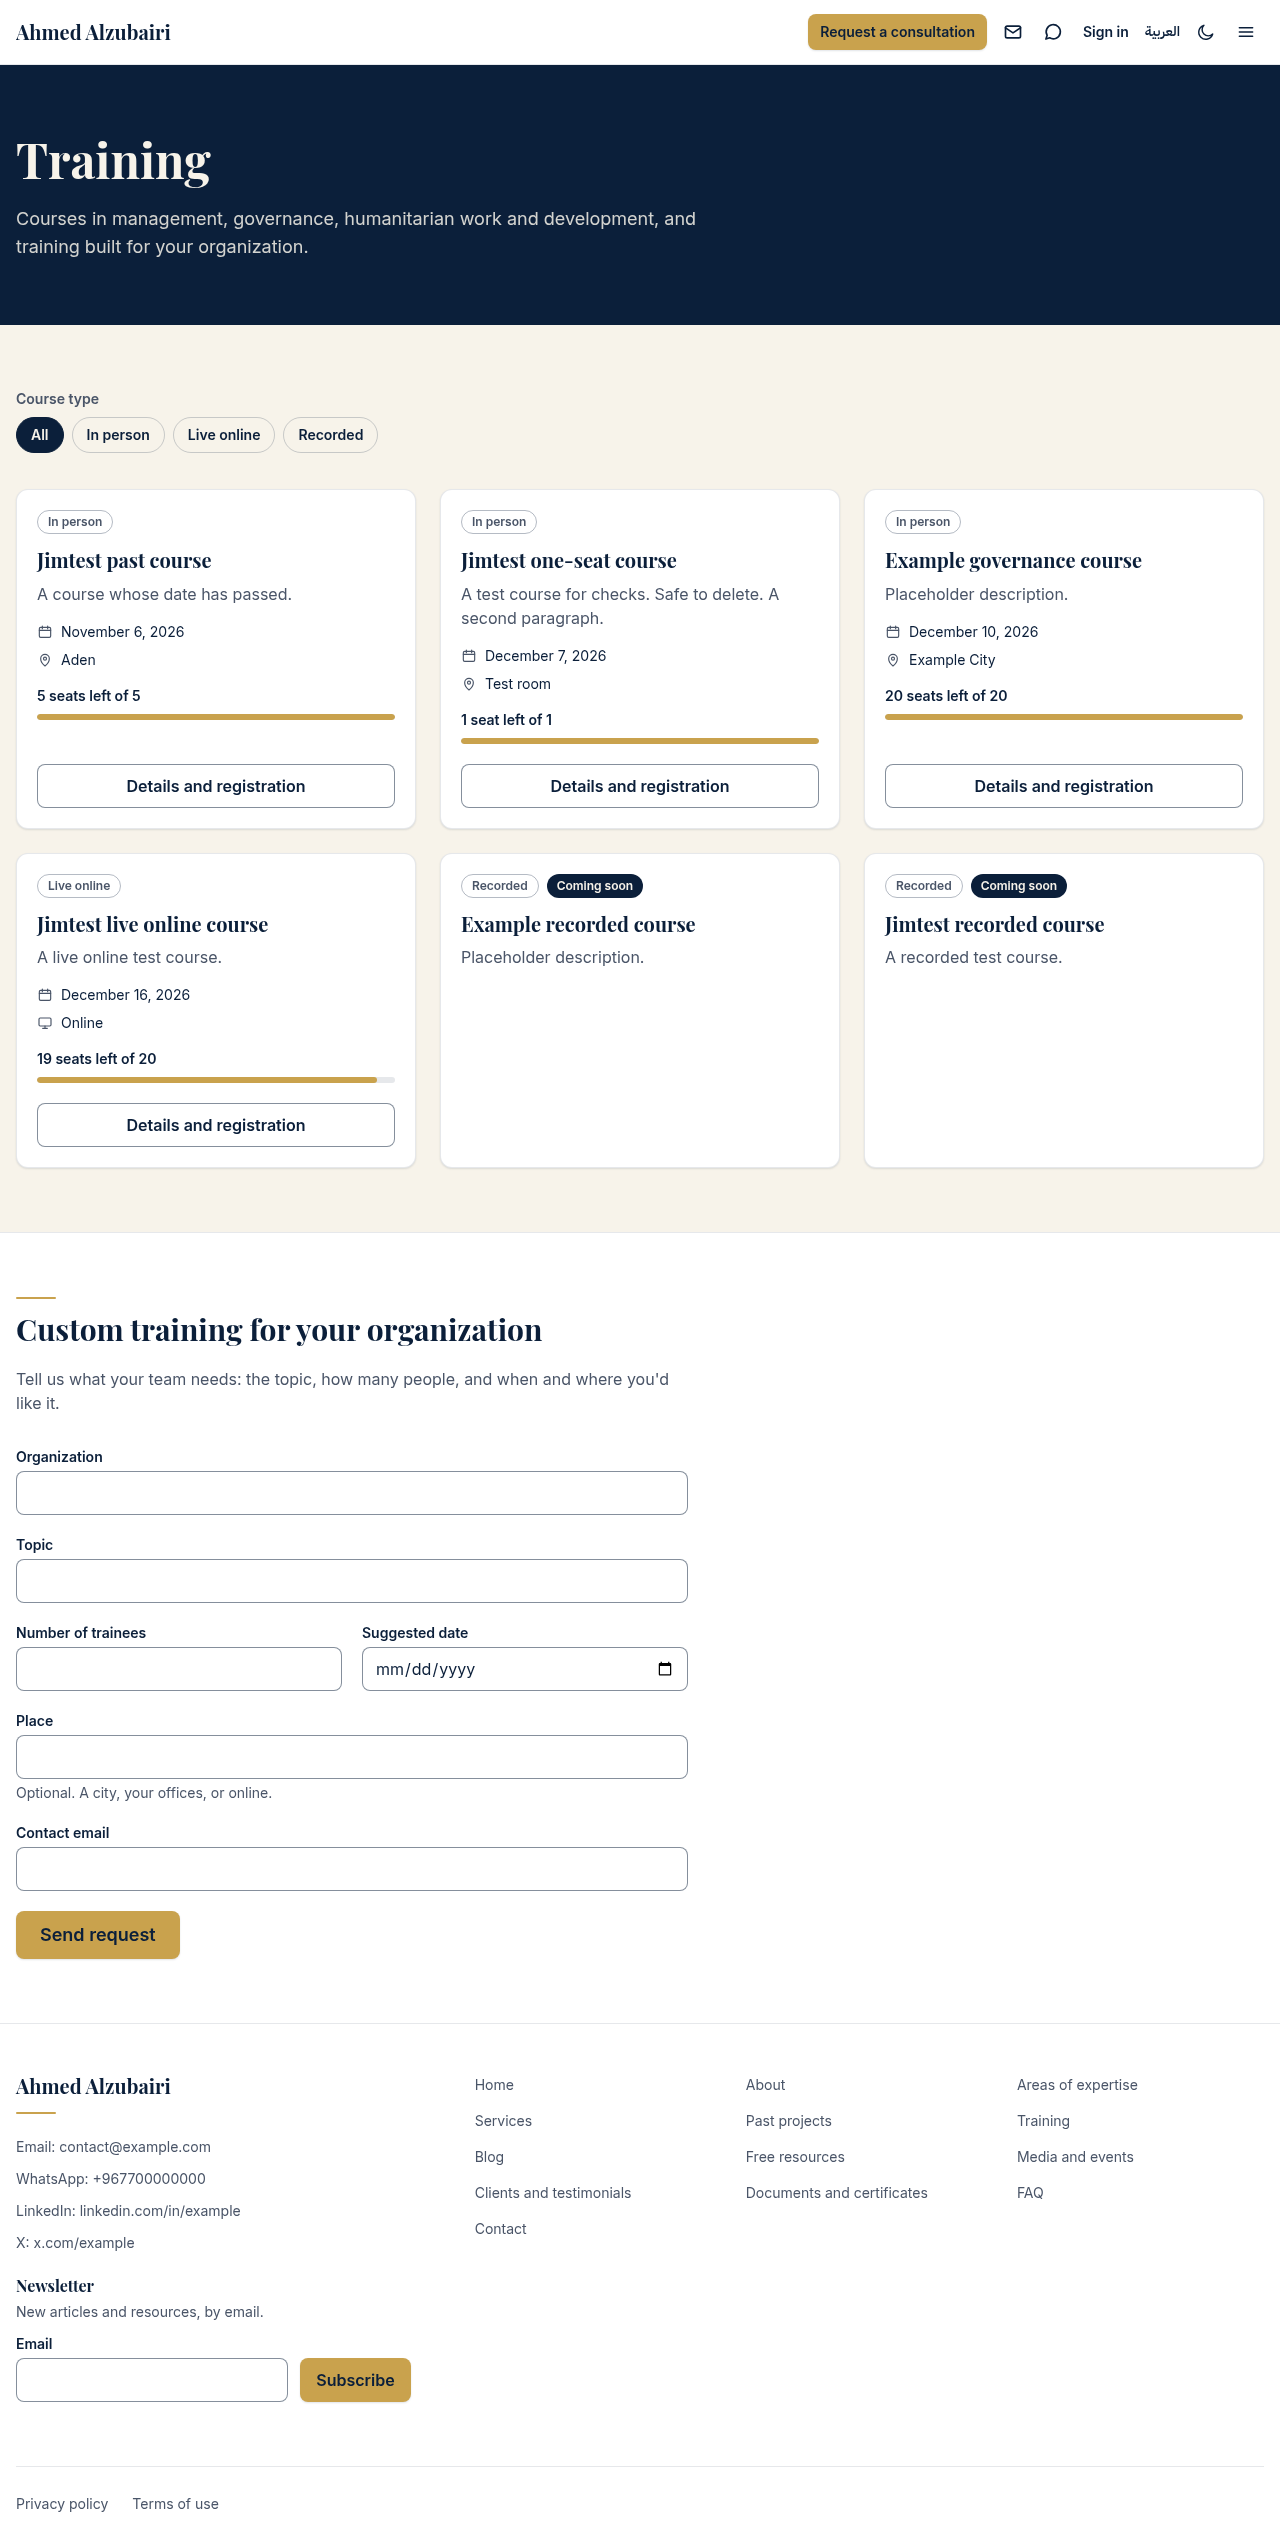 Ahmed Alzubairi
Request a consultation
Sign in
العربية
Training
Courses in management, governance, humanitarian work and development, and
training built for your organization.
Course type
All
In person
Live online
Recorded
In person
Jimtest past course
A course whose date has passed.
November 6, 2026
Aden
5 seats left of 5
Details and registration
In person
Jimtest one-seat course
A test course for checks. Safe to delete. A
second paragraph.
December 7, 2026
Test room
1 seat left of 1
Details and registration
In person
Example governance course
Placeholder description.
December 10, 2026
Example City
20 seats left of 20
Details and registration
Live online
Jimtest live online course
A live online test course.
December 16, 2026
Online
19 seats left of 20
Details and registration
Recorded
Coming soon
Example recorded course
Placeholder description.
Recorded
Coming soon
Jimtest recorded course
A recorded test course.
Custom training for your organization
Tell us what your team needs: the topic, how many people, and when and where you'd
like it.
Organization
Topic
Number of trainees
Suggested date
mm/dd/yyyy
Place
Optional. A city, your offices, or online.
Contact email
Send request
Ahmed Alzubairi
Email: contact@example.com
WhatsApp: +967700000000
LinkedIn: linkedin.com/in/example
X: x.com/example
Newsletter
New articles and resources, by email.
Email
Subscribe
Home
About
Areas of expertise
Services
Past projects
Training
Blog
Free resources
Media and events
Clients and testimonials
Documents and certificates
FAQ
Contact
Privacy policy
Terms of use